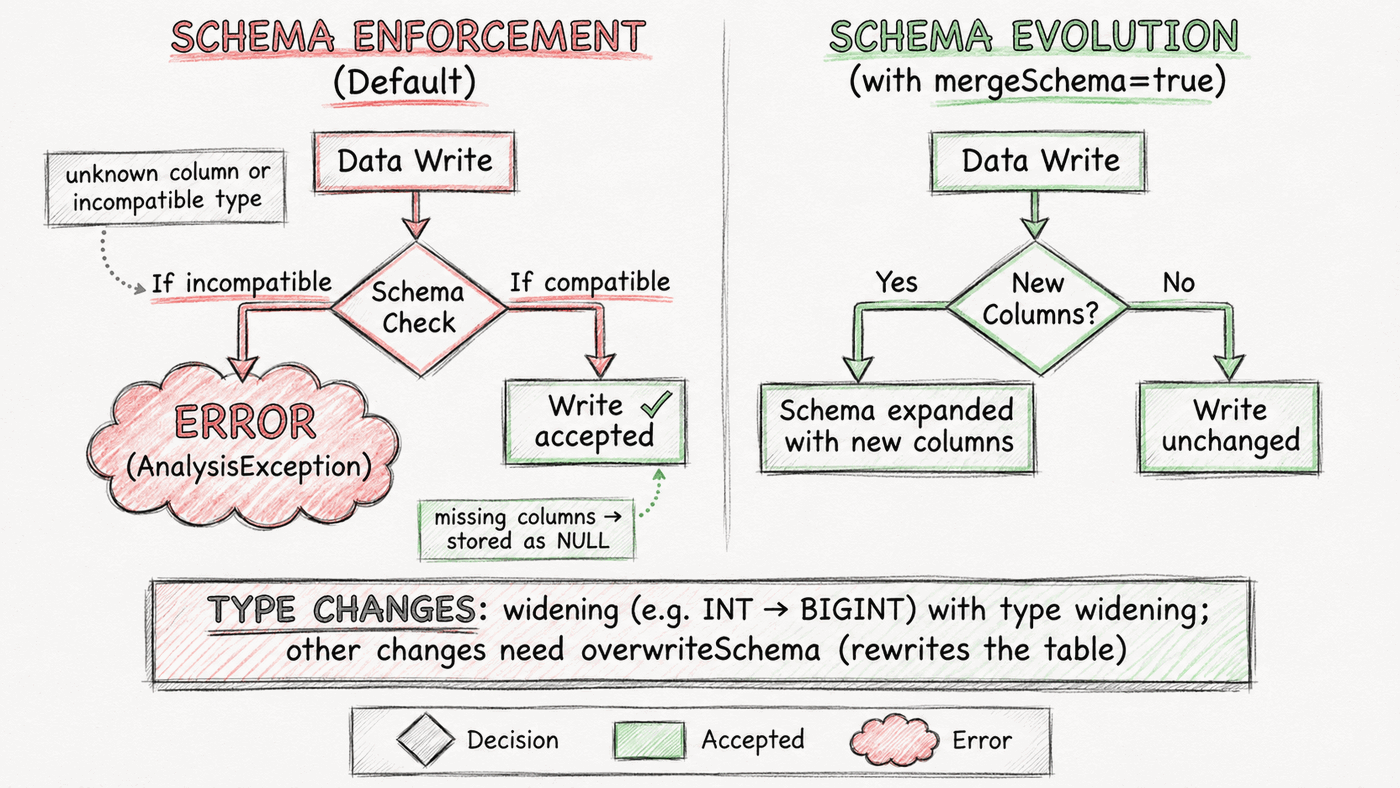 SCHEMA ENFORCEMENT
(Default)
Data Write
unknown column or
incompatible type
If incompatible
Schema
Check
If compatible
ERROR
(AnalysisException)
Write ✓
accepted
missing columns →
stored as NULL
SCHEMA EVOLUTION
(with mergeSchema=true)
Data Write
Yes
New
Columns?
No
Schema expanded
with new columns
Write
unchanged
TYPE CHANGES: widening (e.g. INT → BIGINT) with type widening;
other changes need overwriteSchema (rewrites the table)
Decision
Accepted
Error